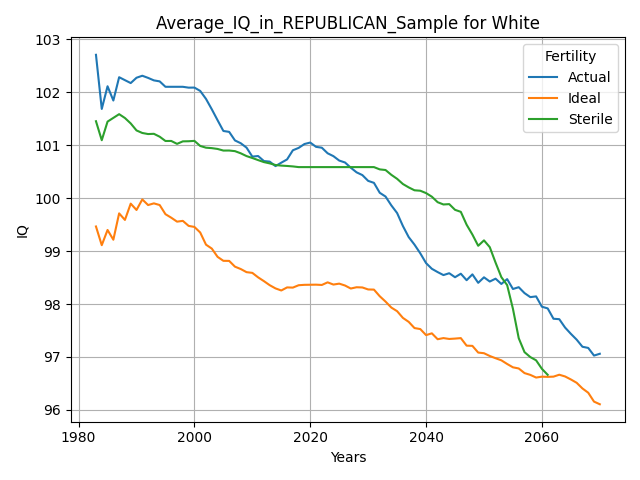 Average_IQ_in_REPUBLICAN_Sample for White
103
102
101
100
99
98
97
96
IQ
1980
2000
2020
2040
2060
Years
Fertility
Actual
Ideal
Sterile